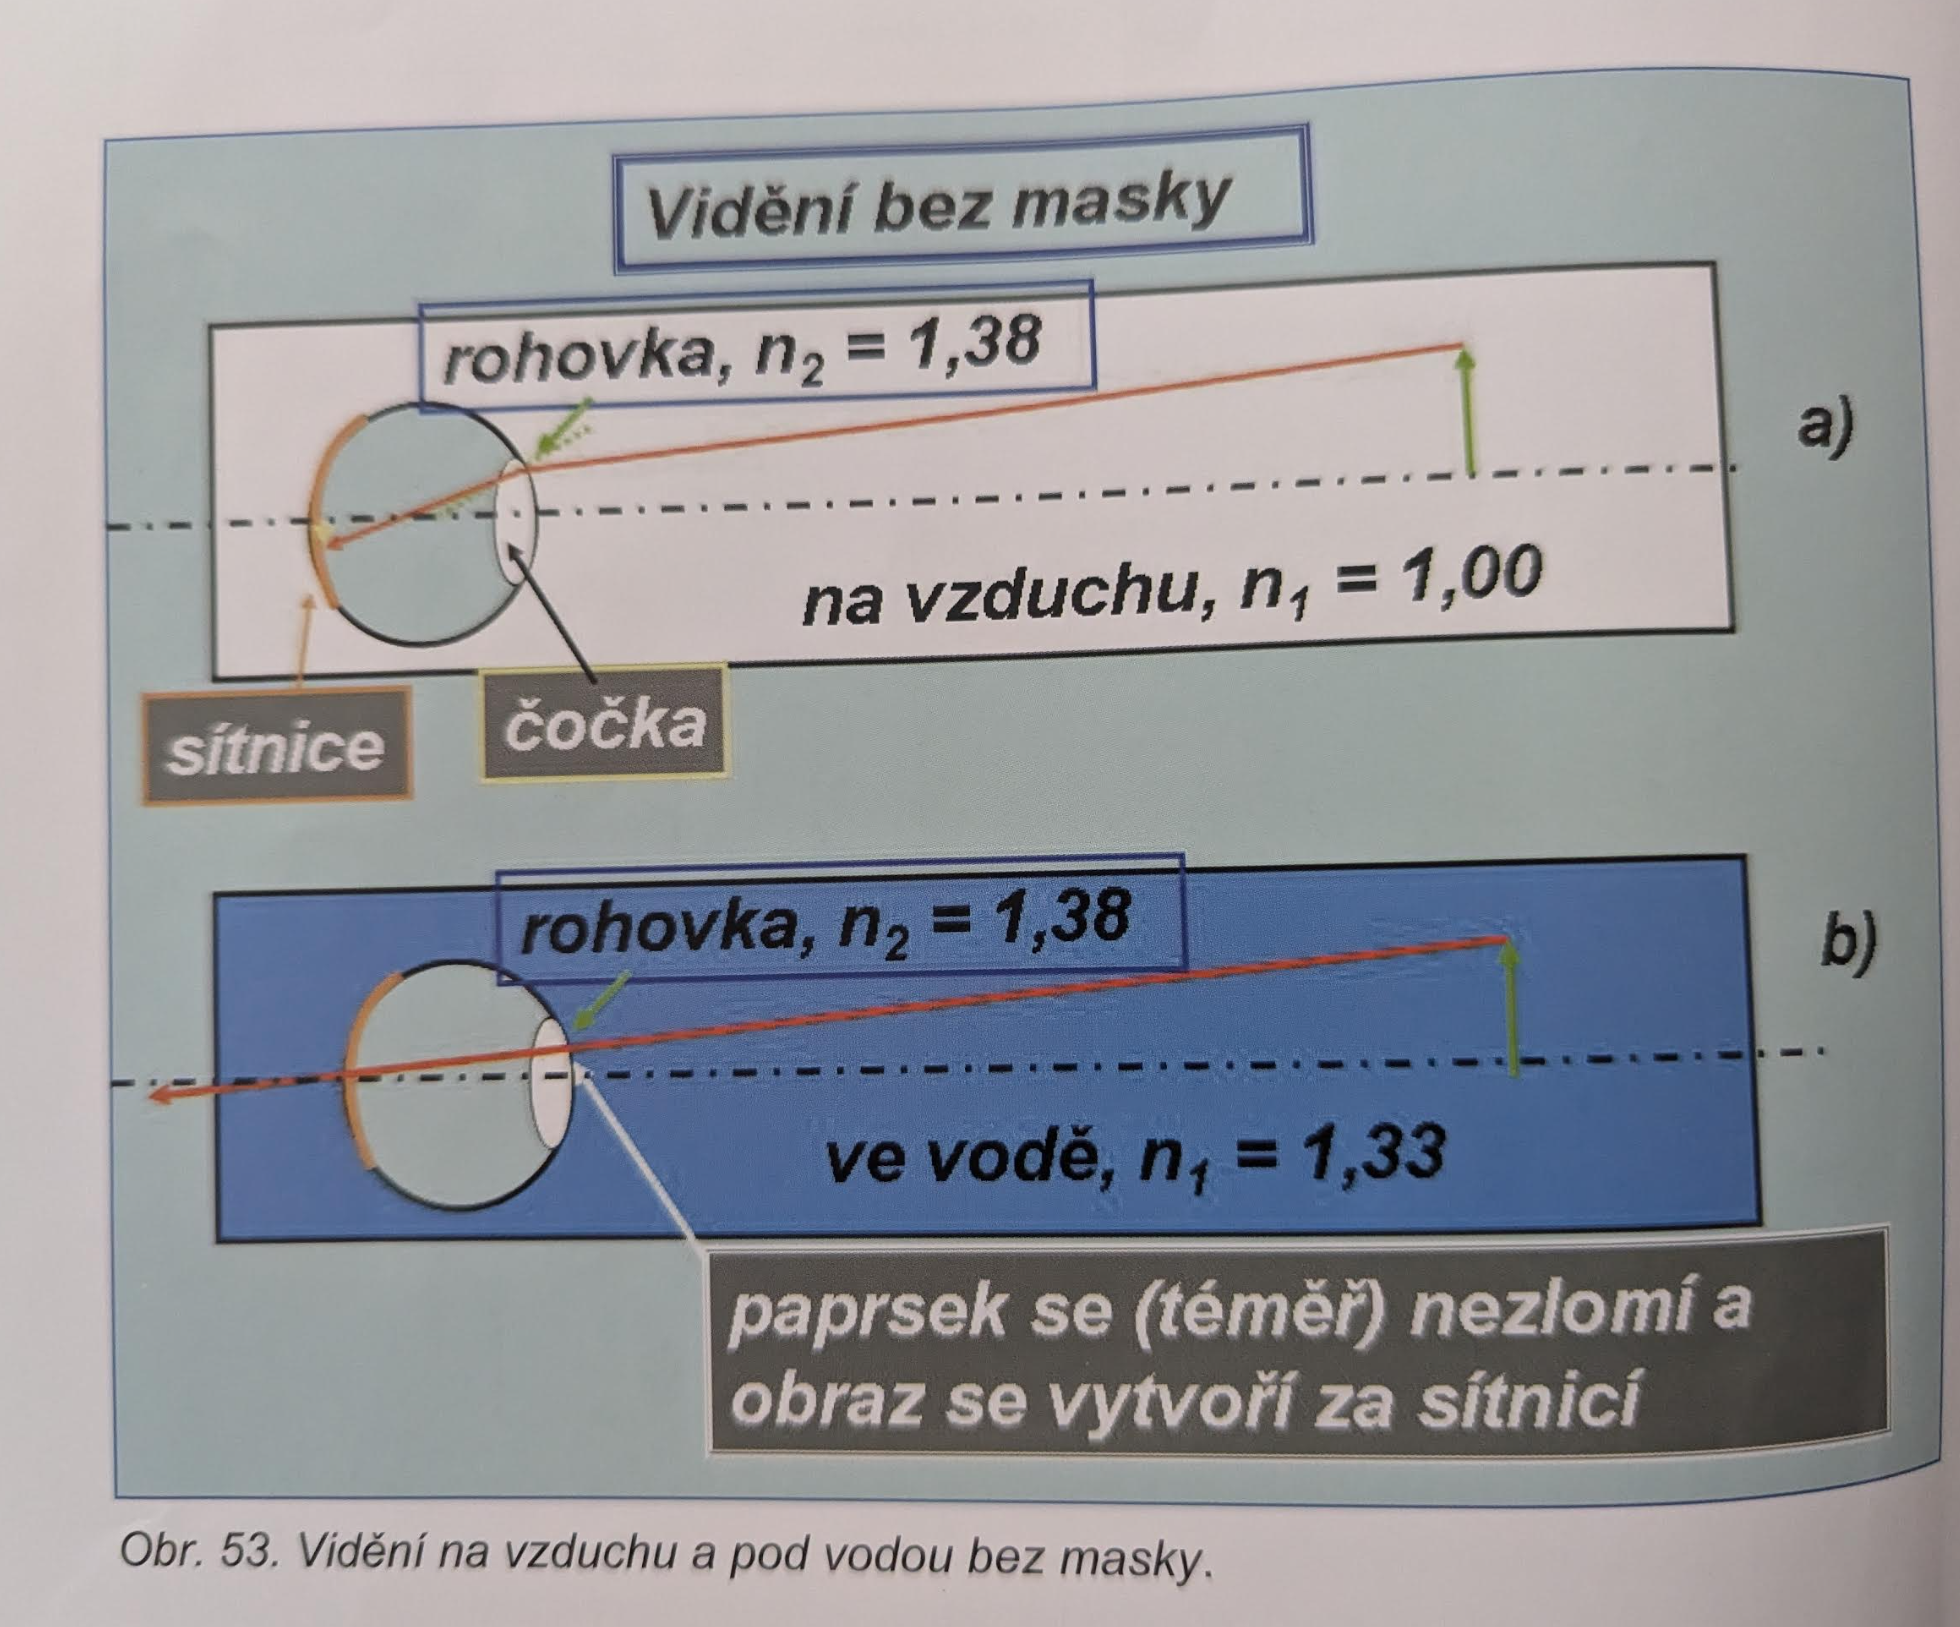 Vidění bez masky
rohovka, n₂ = 1,38
a)
na vzduchu, n₁ = 1,00
sítnice
čočka
rohovka, n₂ = 1,38
b)
ve vodě, n₁ = 1,33
paprsek se (téměř) nezlomí a
obraz se vytvoří za sítnicí
Obr. 53. Vidění na vzduchu a pod vodou bez masky.